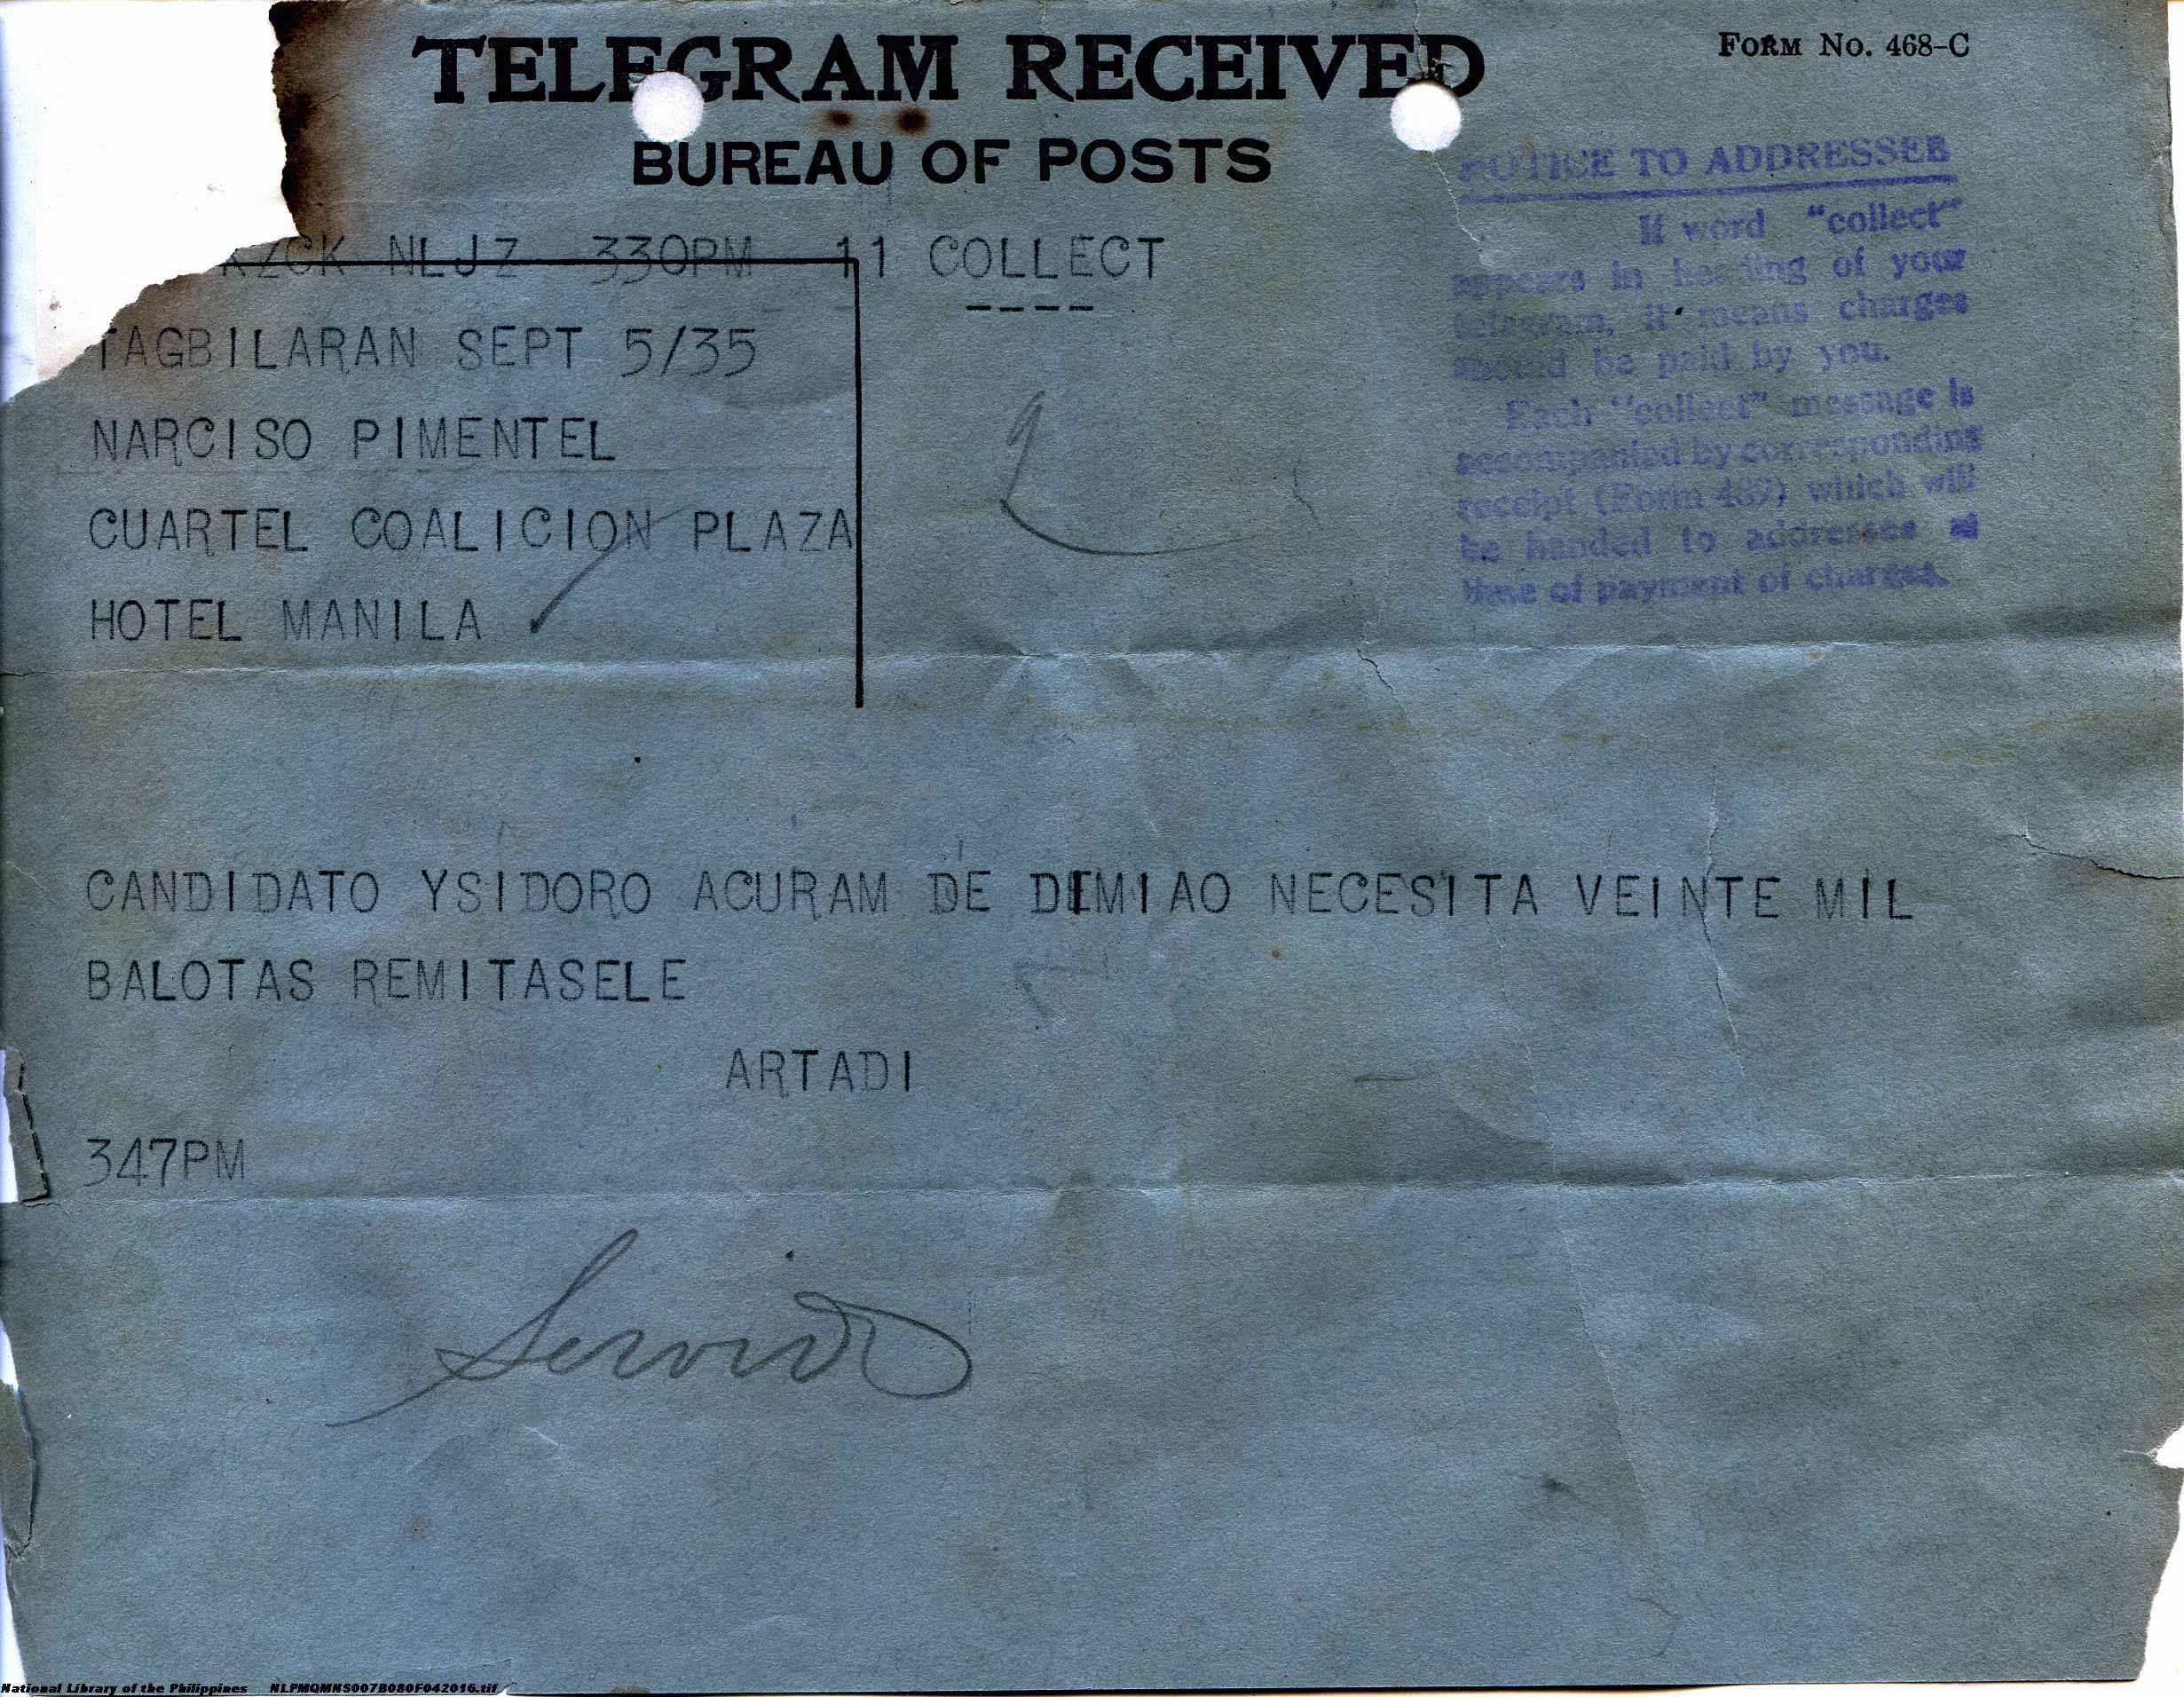 TELEGRAM RECEIVED
FORM No. 468-C
BUREAU OF POSTS
NOTICE TO ADDRESSEE
If word "collect"
appears in heading of your
telegram, it means charges
should be paid by you.
Each "collect" message is
accompanied by corresponding
receipt (Form 469) which will
be handed to addressee at
time of payment of charges.
KZCK NLJZ 330PM 11 COLLECT
----
TAGBILARAN SEPT 5/35
NARCISO PIMENTEL
CUARTEL COALICION PLAZA
HOTEL MANILA
CANDIDATO YSIDORO ACURAM DE DIMIAO NECESITA VEINTE MIL
BALOTAS REMITASELE
ARTADI
347PM
Servido
National Library of the Philippines NLPMQMNS007B080F042016.tif